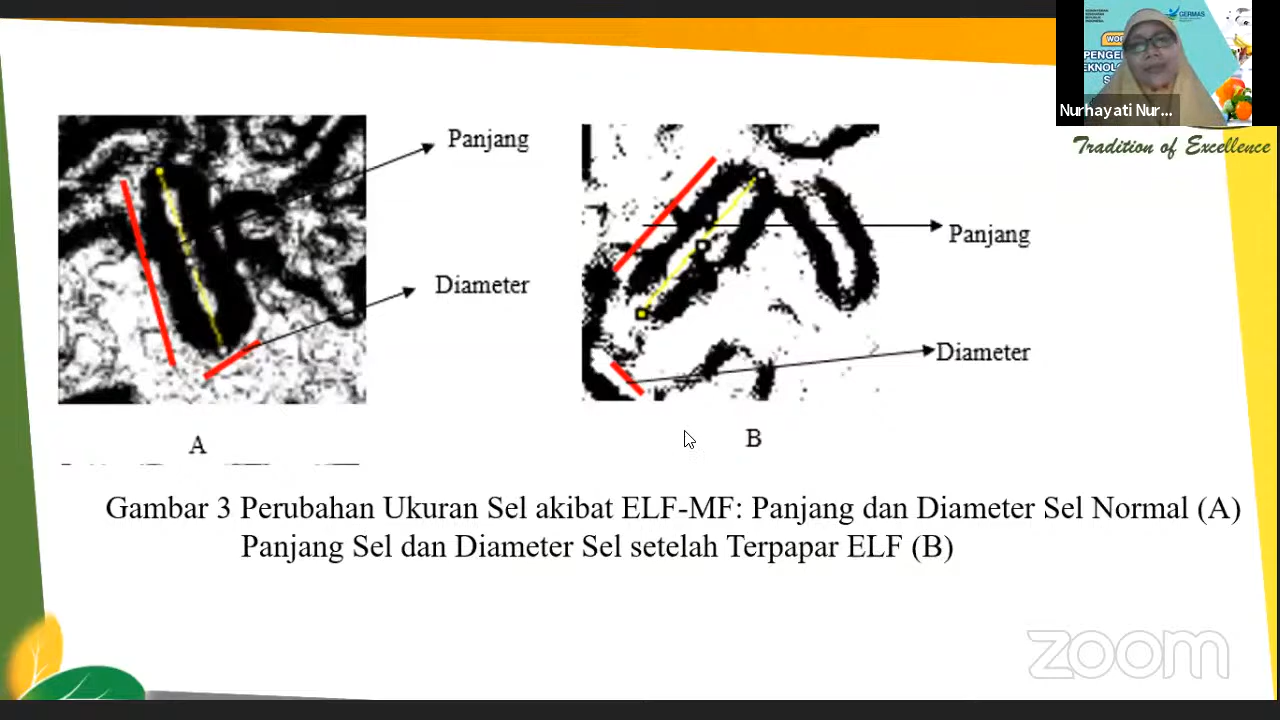 GERMAS
Nurhayati Nur...
Tradition of Excellence
Panjang
Diameter
A
Panjang
Diameter
B
Gambar 3 Perubahan Ukuran Sel akibat ELF-MF: Panjang dan Diameter Sel Normal (A)
Panjang Sel dan Diameter Sel setelah Terpapar ELF (B)
zoom